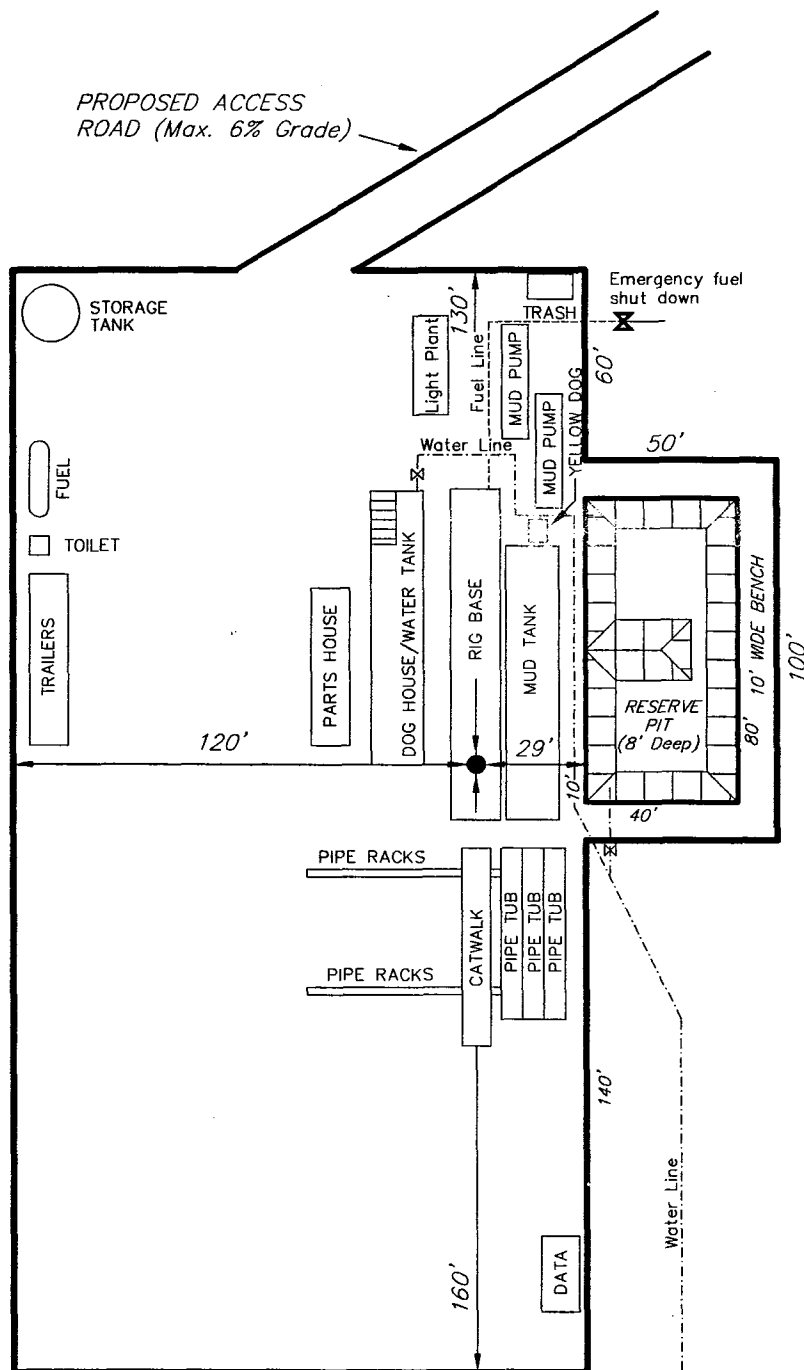 PROPOSED ACCESS
ROAD (Max. 6% Grade)
STORAGE
TANK
Light Plant
130'
Fuel Line
TRASH
Emergency fuel
shut down
60'
MUD PUMP
MUD PUMP
YELLOW DOG
50'
Water Line
FUEL
TOILET
TRAILERS
PARTS HOUSE
DOG HOUSE/WATER TANK
RIG BASE
MUD TANK
RESERVE
PIT
(8' Deep)
80'
10' WIDE BENCH
100'
120'
29'
10'
40'
PIPE RACKS
PIPE RACKS
CATWALK
PIPE TUB
PIPE TUB
PIPE TUB
140'
Water Line
160'
DATA